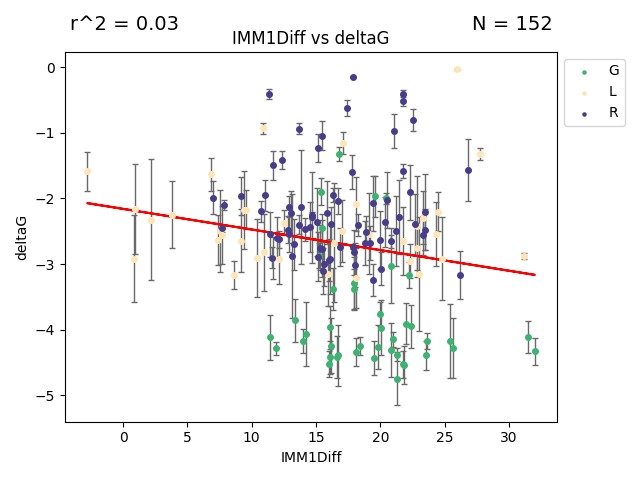 r^2 = 0.03
N = 152
IMM1Diff vs deltaG
G
L
R
deltaG
0
−1
−2
−3
−4
−5
0 5 10 15 20 25 30
IMM1Diff